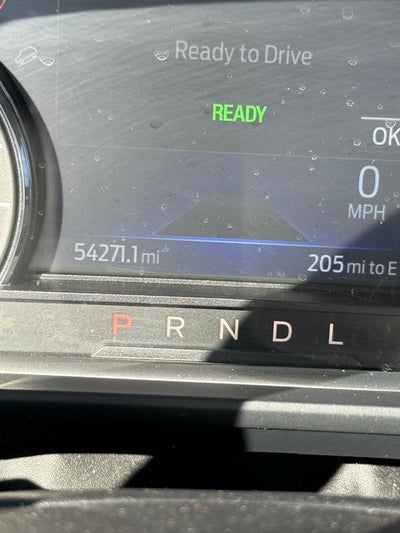 Ready to Drive
READY
OK
0
MPH
54271.1 mi
205 mi to E
P R N D L